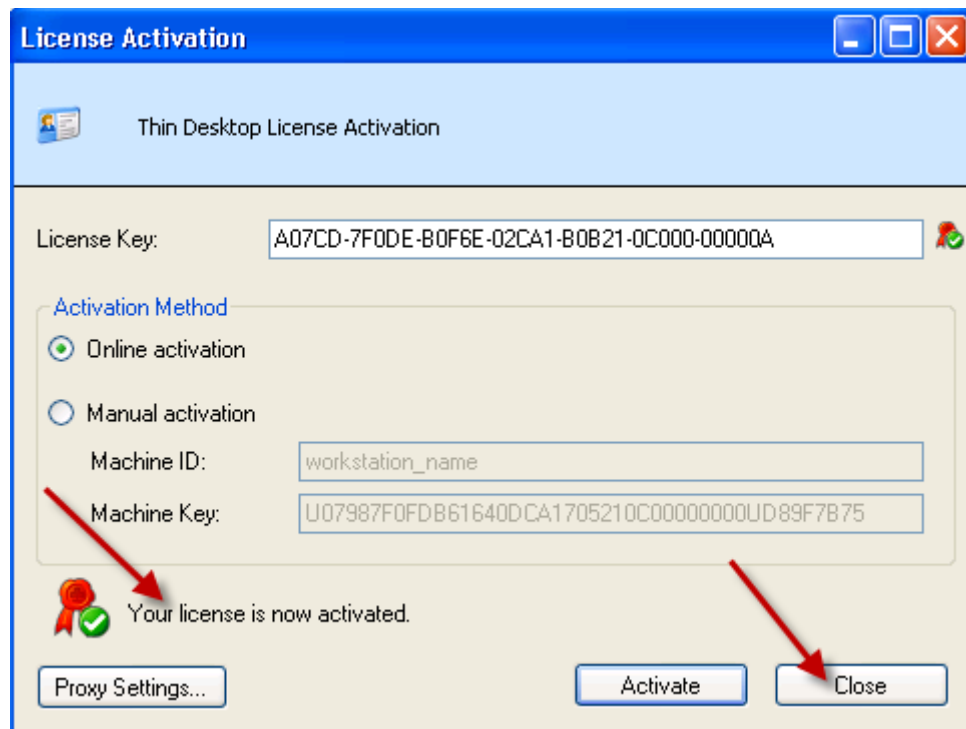 License Activation
Thin Desktop License Activation
License Key: A07CD-7F0DE-B0F6E-02CA1-B0B21-0C000-00000A
Activation Method
Online activation
Manual activation
Machine ID: workstation_name
Machine Key: U07987F0FDB61640DCA1705210C00000000UD89F7B75
Your license is now activated.
Proxy Settings... Activate Close